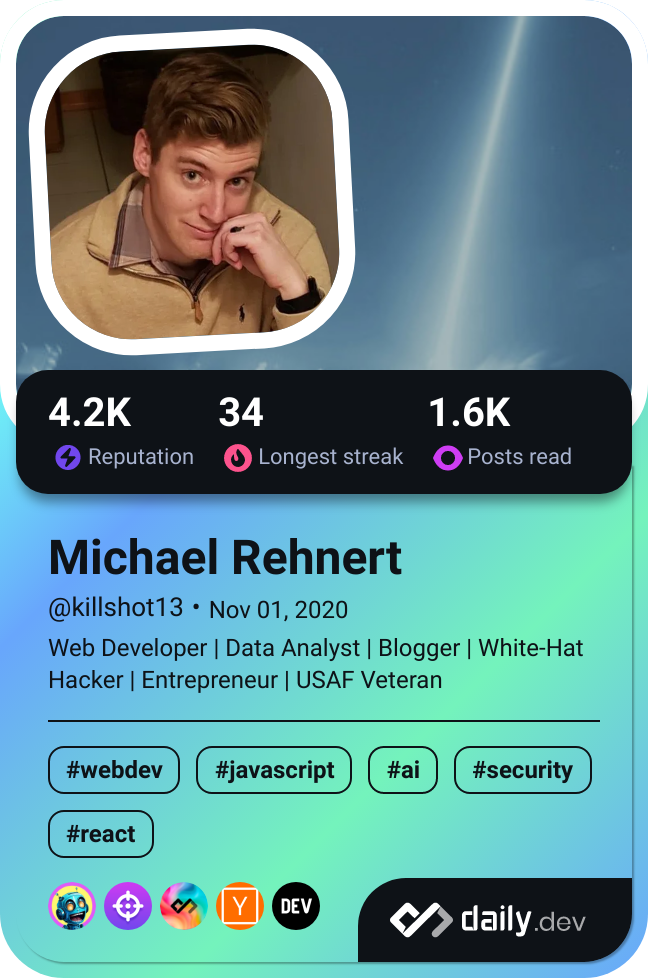 4.2K 34 1.6K
Reputation Longest streak Posts read
Michael Rehnert
@killshot13 • Nov 01, 2020
Web Developer | Data Analyst | Blogger | White-Hat
Hacker | Entrepreneur | USAF Veteran
#webdev #javascript #ai #security
#react
Y DEV daily.dev